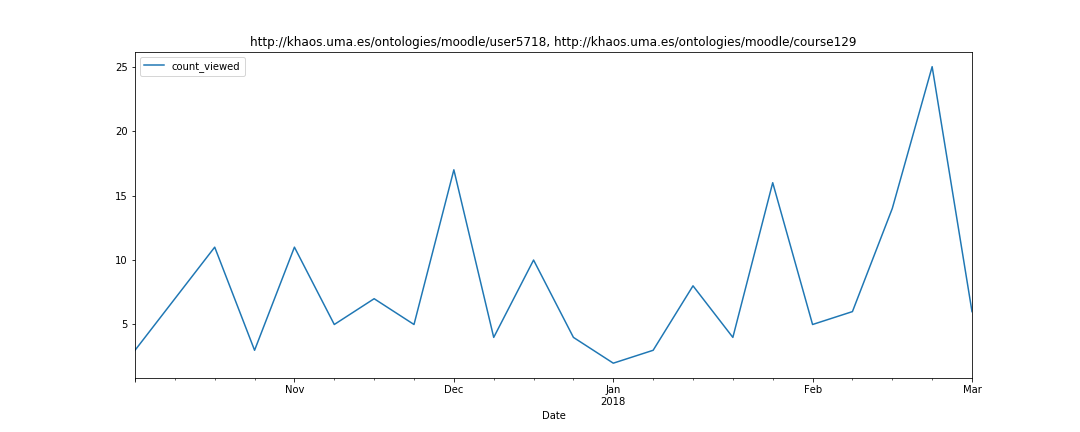 http://khaos.uma.es/ontologies/moodle/user5718, http://khaos.uma.es/ontologies/moodle/course129
count_viewed
25
20
15
10
5
Nov
Dec
Jan
2018
Feb
Mar
Date